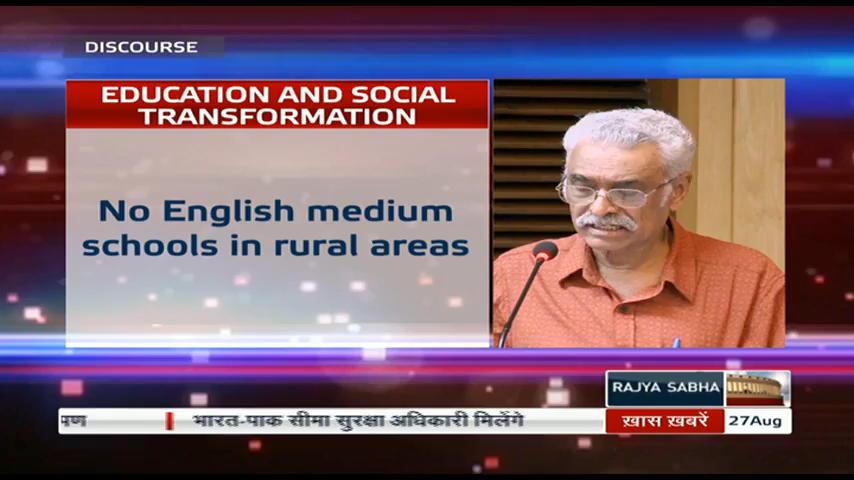 DISCOURSE
EDUCATION AND SOCIAL
TRANSFORMATION
No English medium
schools in rural areas
RAJYA SABHA
पण भारत-पाक सीमा सुरक्षा अधिकारी मिलेंगे ख़ास ख़बरें 27Aug